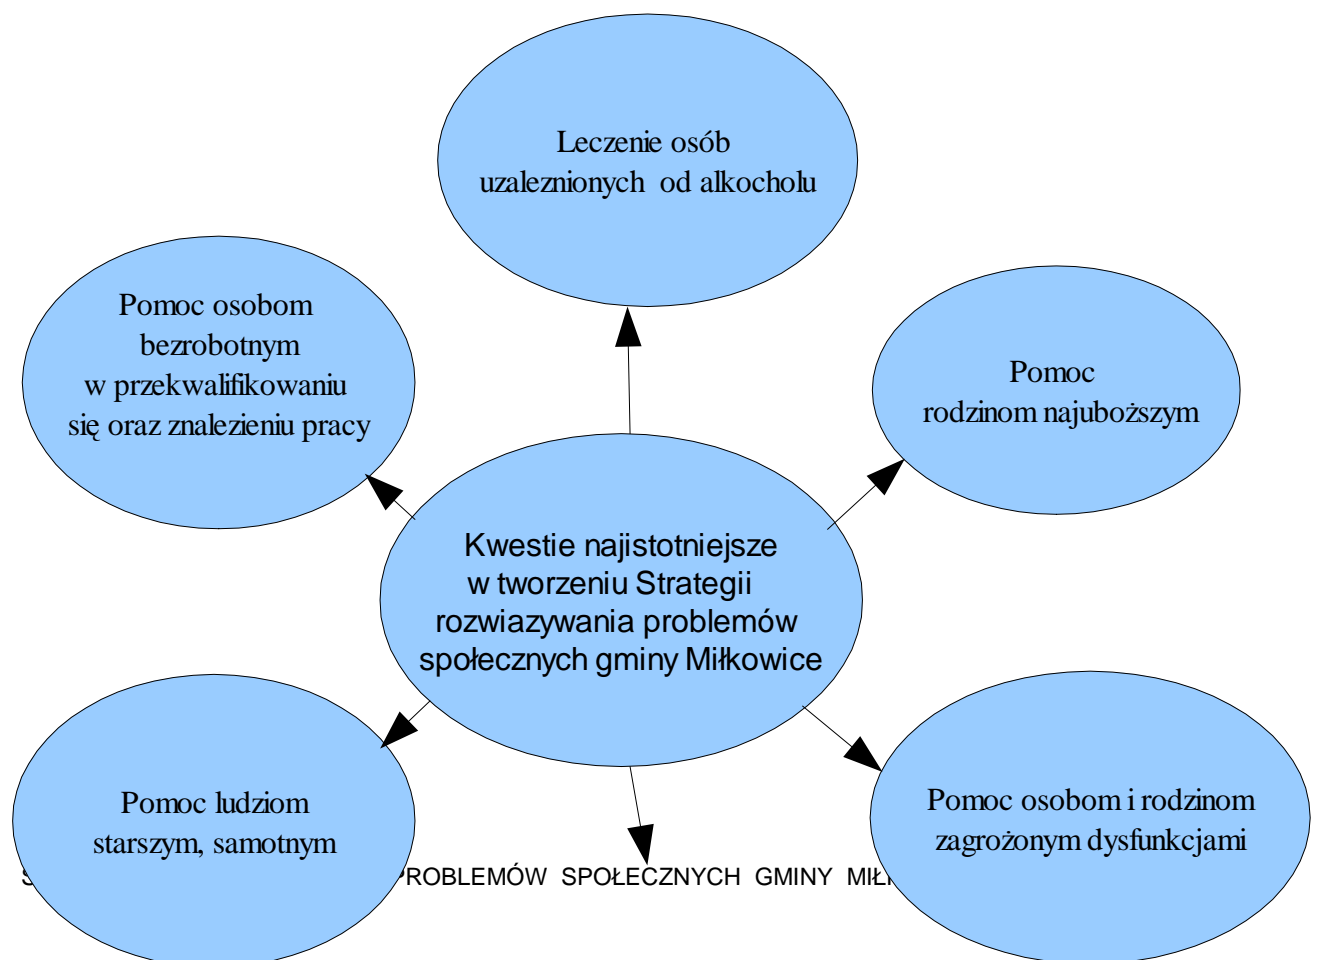 Leczenie osób
uzaleznionych od alkocholu
Pomoc osobom
bezrobotnym
w przekwalifikowaniu
się oraz znalezieniu pracy
Pomoc
rodzinom najuboższym
Kwestie najistotniejsze
w tworzeniu Strategii
rozwiazywania problemów
społecznych gminy Miłkowice
Pomoc ludziom
starszym, samotnym
Pomoc osobom i rodzinom
zagrożonym dysfunkcjami
SPOŁECZNYCH GMINY